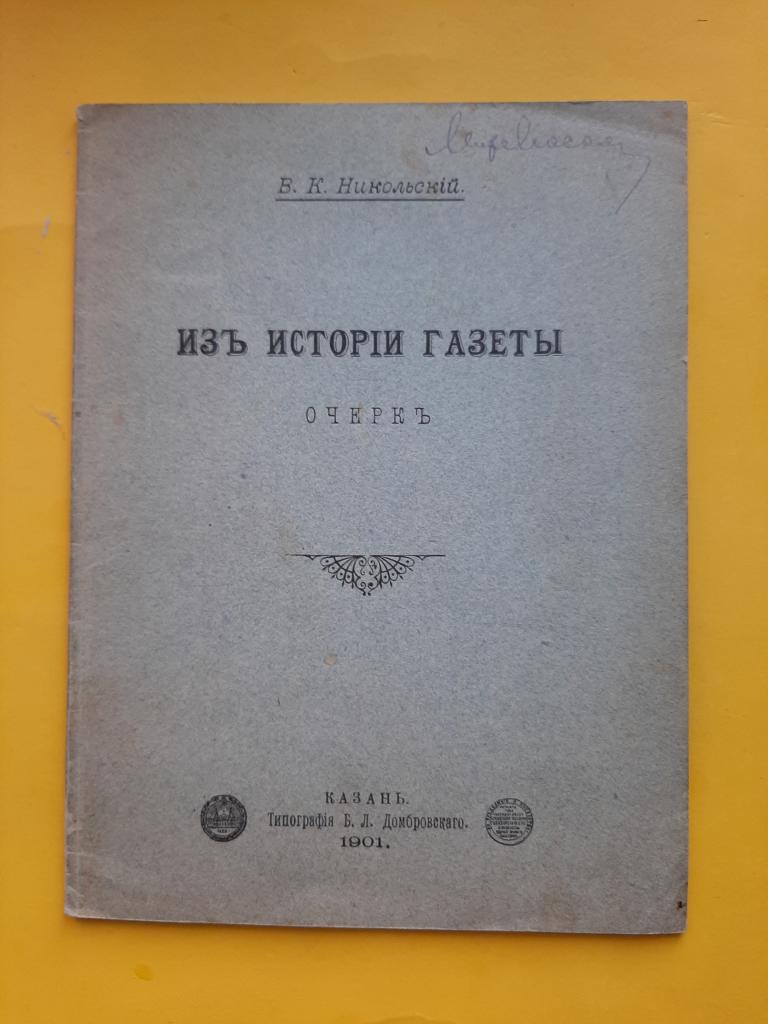 В. К. Никольскій.
ИЗЪ ИСТОРІИ ГАЗЕТЫ
ОЧЕРКЪ
КАЗАНЬ.
Типографія Б. Л. Домбровскаго.
1901.